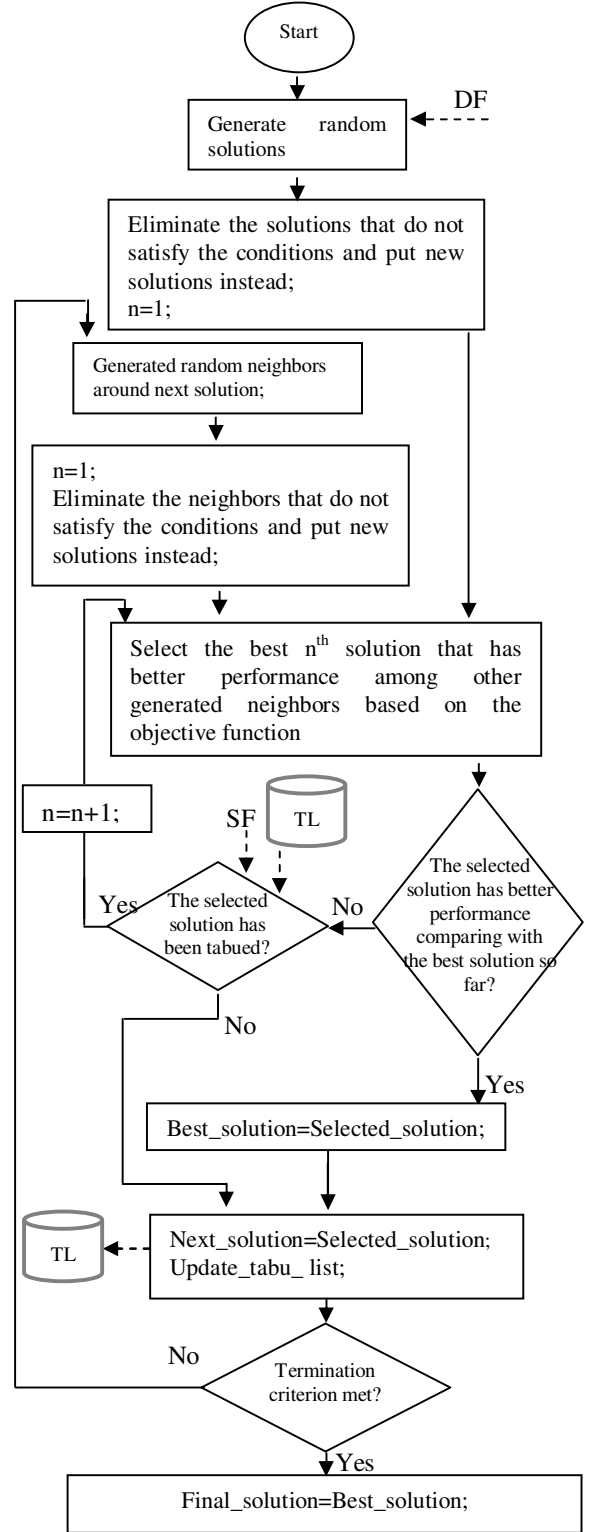 Start
DF
Generate random
solutions
Eliminate the solutions that do not
satisfy the conditions and put new
solutions instead;
n=1;
Generated random neighbors
around next solution;
n=1;
Eliminate the neighbors that do not
satisfy the conditions and put new
solutions instead;
Select the best nth solution that has
better performance among other
generated neighbors based on the
objective function
n=n+1;
SF
TL
The selected
solution has better
performance
comparing with
the best solution so
far?
No
Yes
The selected
solution has
been tabued?
No
Yes
Best_solution=Selected_solution;
Next_solution=Selected_solution;
Update_tabu_ list;
TL
No
Termination
criterion met?
Yes
Final_solution=Best_solution;